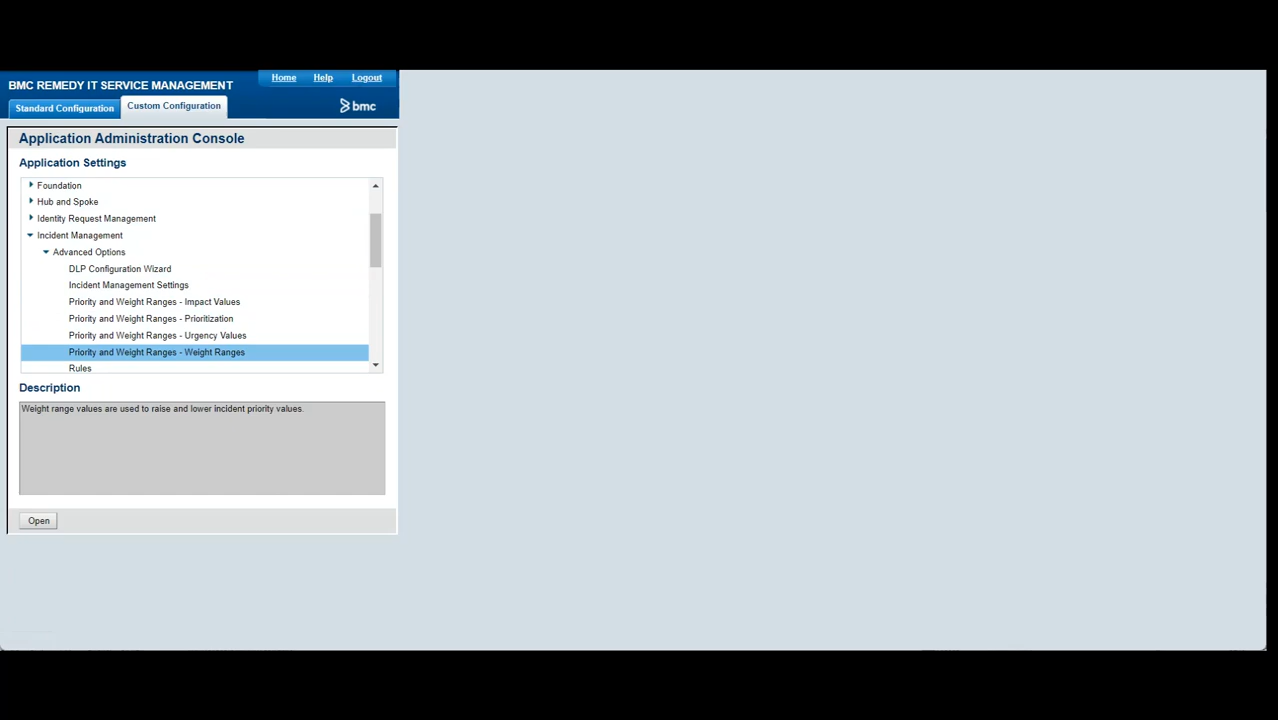 BMC REMEDY IT SERVICE MANAGEMENT
Home Help Logout
Standard Configuration Custom Configuration bmc
Application Administration Console
Application Settings
Foundation
Hub and Spoke
Identity Request Management
Incident Management
Advanced Options
DLP Configuration Wizard
Incident Management Settings
Priority and Weight Ranges - Impact Values
Priority and Weight Ranges - Prioritization
Priority and Weight Ranges - Urgency Values
Priority and Weight Ranges - Weight Ranges
Rules
Description
Weight range values are used to raise and lower incident priority values.
Open